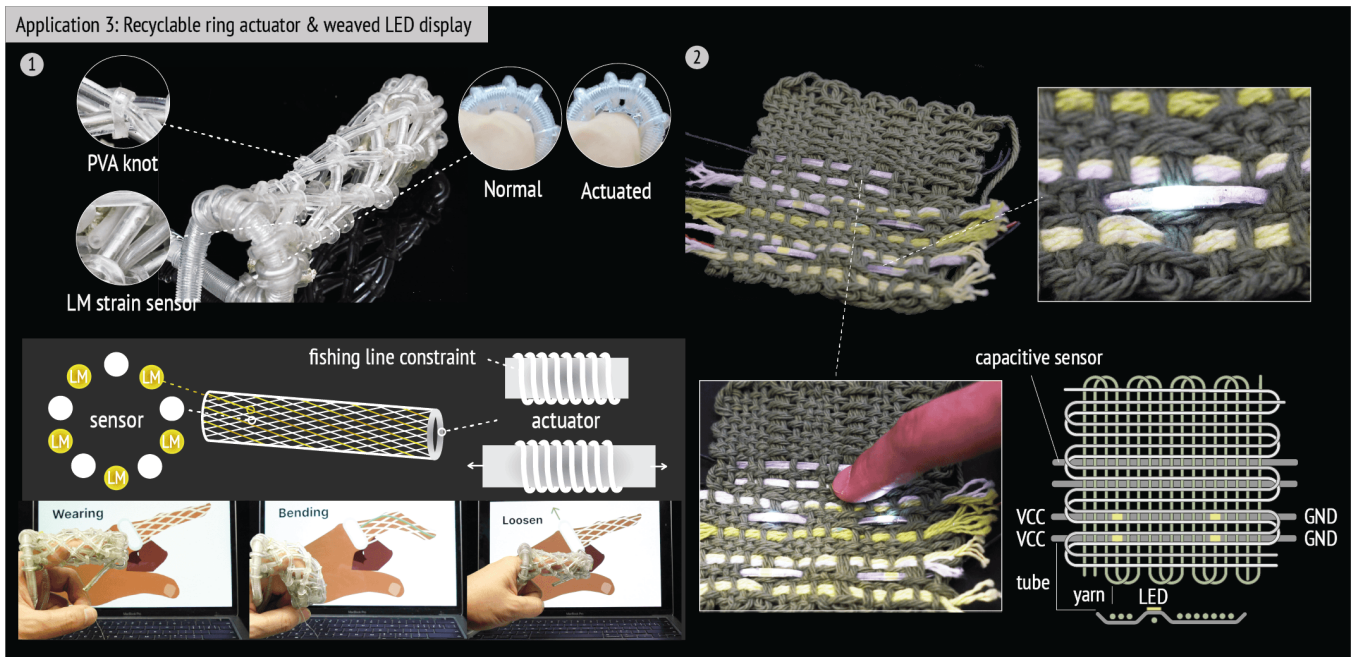 Application 3: Recyclable ring actuator & weaved LED display
1
PVA knot
LM strain sensor
Normal
Actuated
fishing line constraint
LM
LM
sensor
LM
LM
LM
actuator
Wearing
Bending
Loosen
2
capacitive sensor
VCC
GND
VCC
GND
tube
yarn
LED